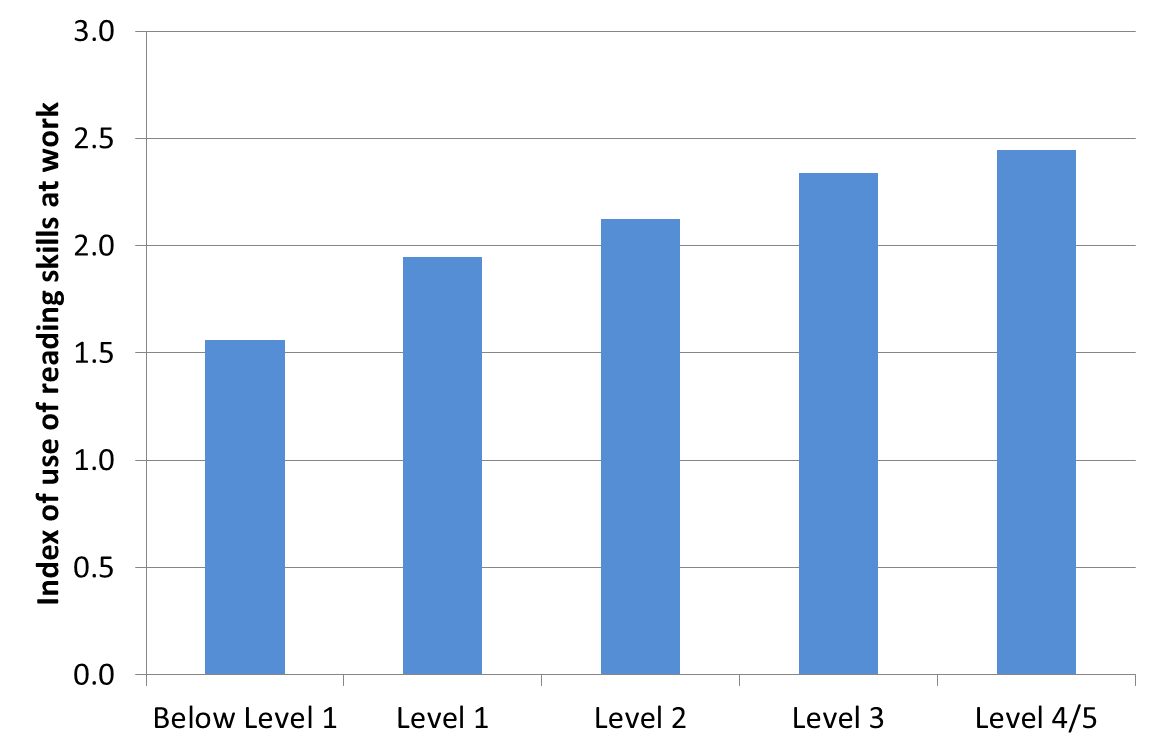 Index of use of reading skills at work
3.0
2.5
2.0
1.5
1.0
0.5
0.0
Below Level 1
Level 1
Level 2
Level 3
Level 4/5